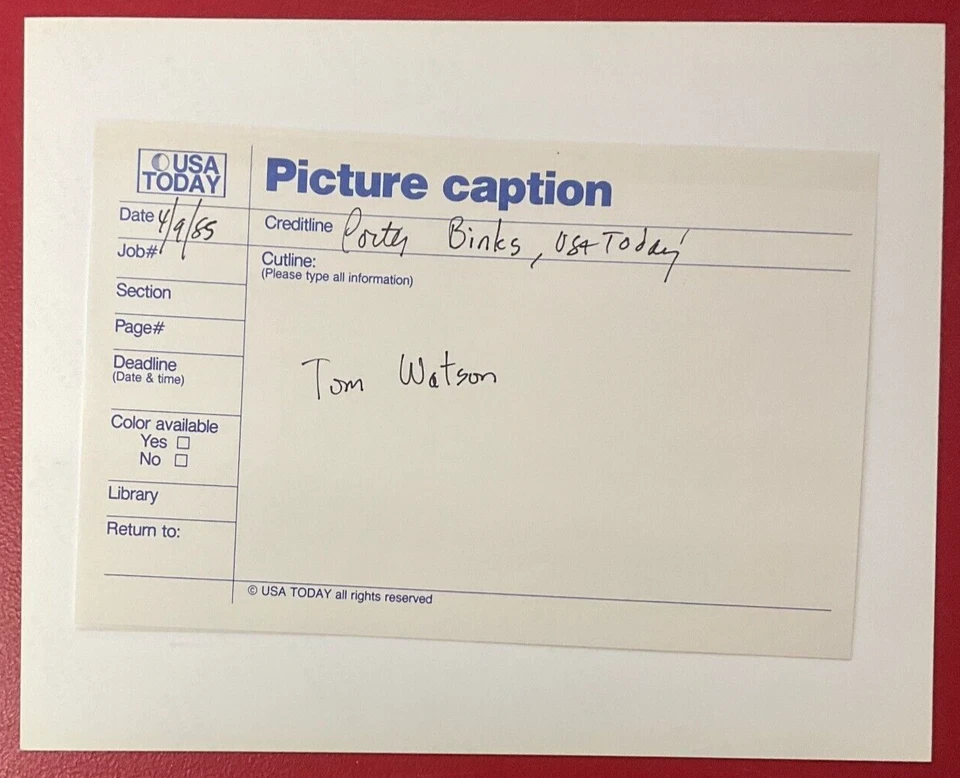 USA
TODAY
Picture caption
Date 4/9/85
Creditline Porter Binks, USA Today
Job#
Cutline:
(Please type all information)
Section
Page#
Deadline
(Date & time)
Tom Watson
Color available
Yes
No
Library
Return to:
© USA TODAY all rights reserved